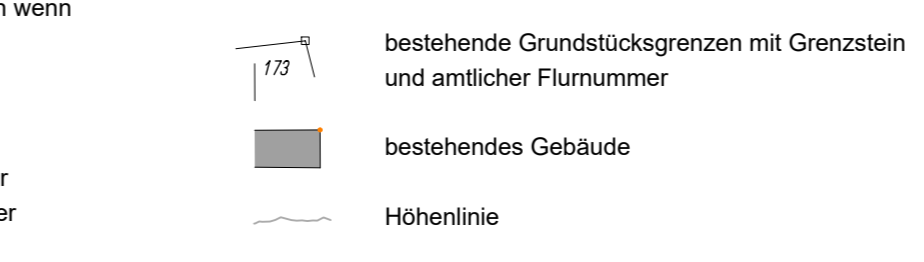 n wenn
bestehende Grundstücksgrenzen mit Grenzstein
173
und amtlicher Flurnummer
bestehendes Gebäude
r
er
Höhenlinie